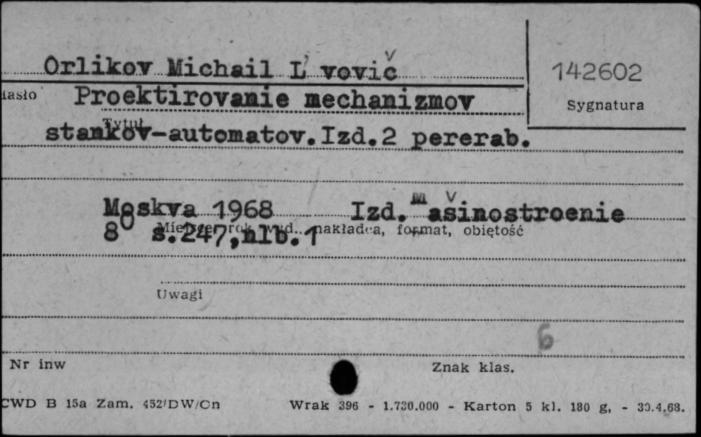 Orlikov Michail L'vovič
142602
Hasło
Proektirovanie mechanizmov
Sygnatura
Tytuł
stankov-automatov. Izd. 2 pererab.
Moskva 1968 Izd. mašinostroenie
8° s. 247, nlb. 1
Miejsce, rok wyd., nakładca, format, objętość
Uwagi
6
Nr inw
Znak klas.
CWD B 15a Zam. 452/DW/Cn
Wrak 396 - 1.730.000 - Karton 5 kl. 180 g, - 30.4.68.